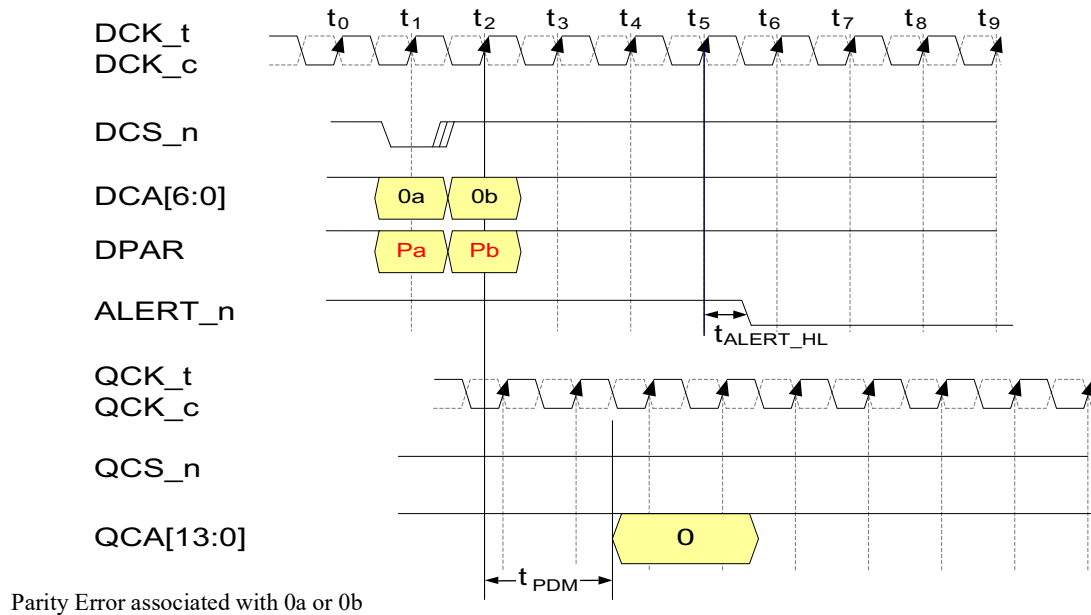 t0 t1 t2 t3 t4 t5 t6 t7 t8 t9
DCK_t
DCK_c
DCS_n
DCA[6:0] 0a 0b
DPAR Pa Pb
ALERT_n
tALERT_HL
QCK_t
QCK_c
QCS_n
QCA[13:0] 0
tPDM
Parity Error associated with 0a or 0b